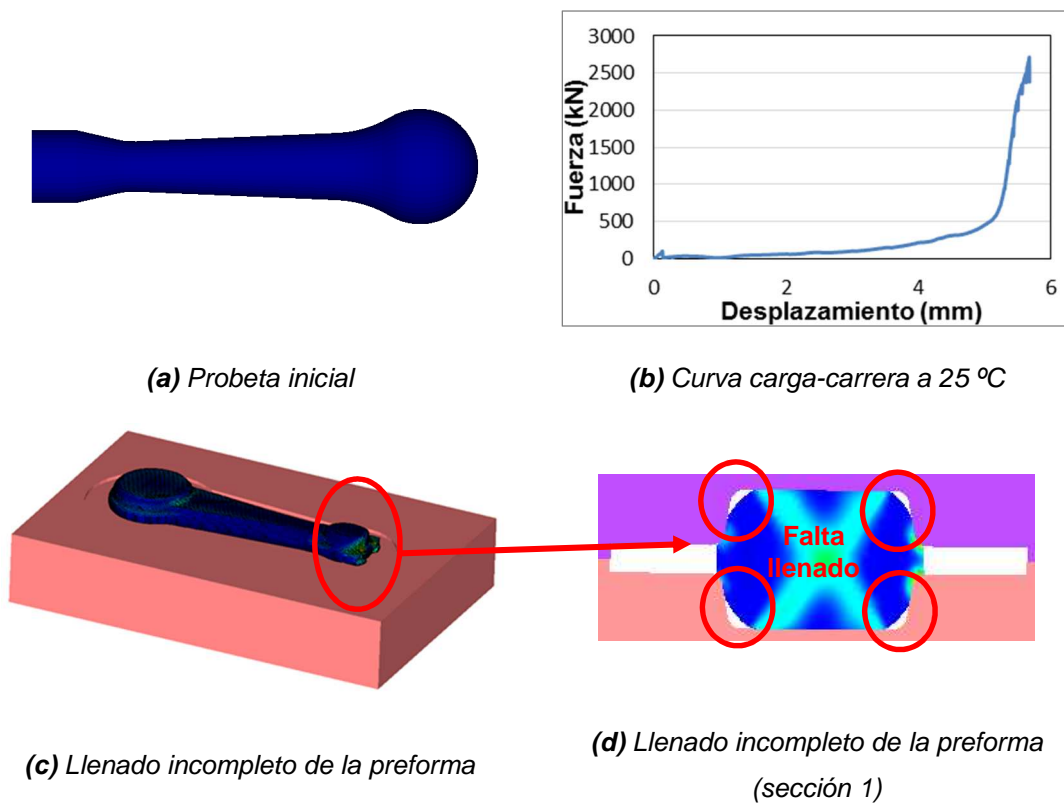 3000
2500
2000
1500
1000
500
0
Fuerza (kN)
0 2 4 6
Desplazamiento (mm)
(a) Probeta inicial
(b) Curva carga-carrera a 25 ºC
Falta
llenado
(c) Llenado incompleto de la preforma
(d) Llenado incompleto de la preforma
(sección 1)